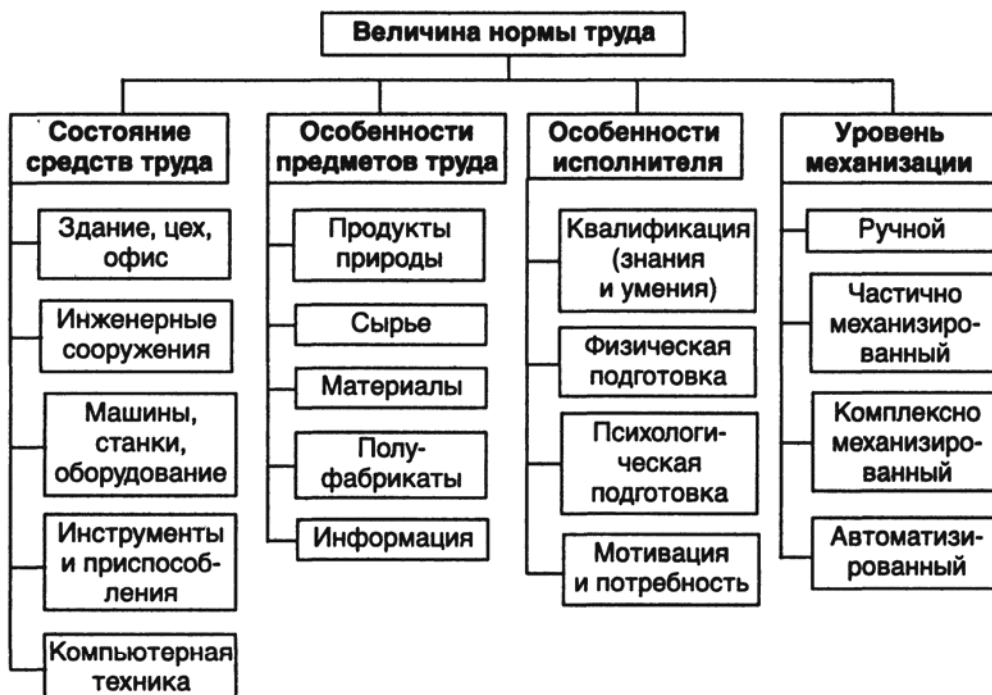 Величина нормы труда
Состояние
средств труда
Здание, цех,
офис
Инженерные
сооружения
Машины,
станки,
оборудование
Инструменты
и приспособ-
ления
Компьютерная
техника
Особенности
предметов труда
Продукты
природы
Сырье
Материалы
Полу-
фабрикаты
Информация
Особенности
исполнителя
Квалификация
(знания
и умения)
Физическая
подготовка
Психологи-
ческая
подготовка
Мотивация
и потребность
Уровень
механизации
Ручной
Частично
механизиро-
ванный
Комплексно
механизиро-
ванный
Автоматизи-
рованный